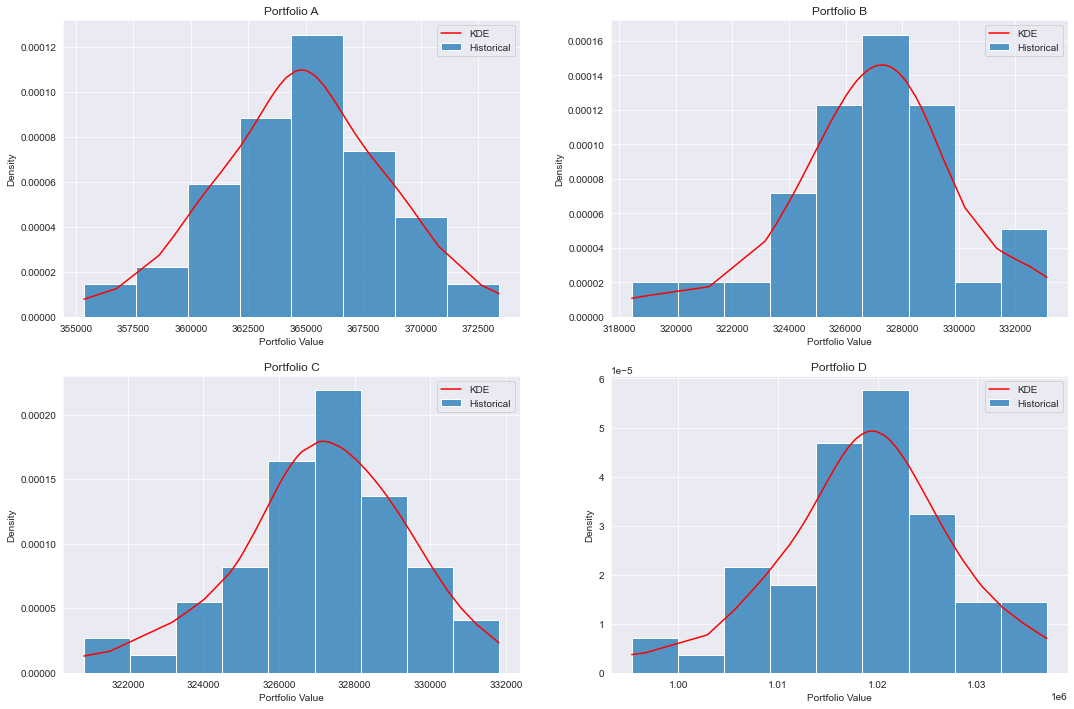 Portfolio A
KDE
Historical
0.00012
0.00010
0.00008
0.00006
0.00004
0.00002
0.00000
Density
355000 357500 360000 362500 365000 367500 370000 372500
Portfolio Value
Portfolio B
KDE
Historical
0.00016
0.00014
0.00012
0.00010
0.00008
0.00006
0.00004
0.00002
0.00000
Density
318000 320000 322000 324000 326000 328000 330000 332000
Portfolio Value
Portfolio C
KDE
Historical
0.00020
0.00015
0.00010
0.00005
0.00000
Density
322000 324000 326000 328000 330000 332000
Portfolio Value
Portfolio D
1e−5
KDE
Historical
6
5
4
3
2
1
0
Density
1.00 1.01 1.02 1.03
1e6
Portfolio Value